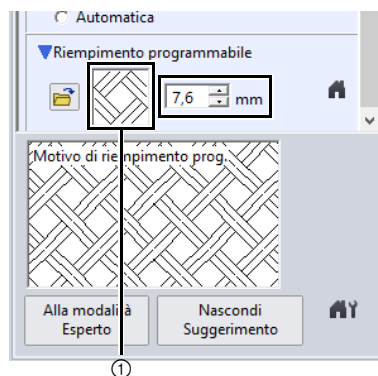 Automatica
Riempimento programmabile
7,6 mm
Motivo di riempimento prog.
Alla modalità
Esperto
Nascondi
Suggerimento
①